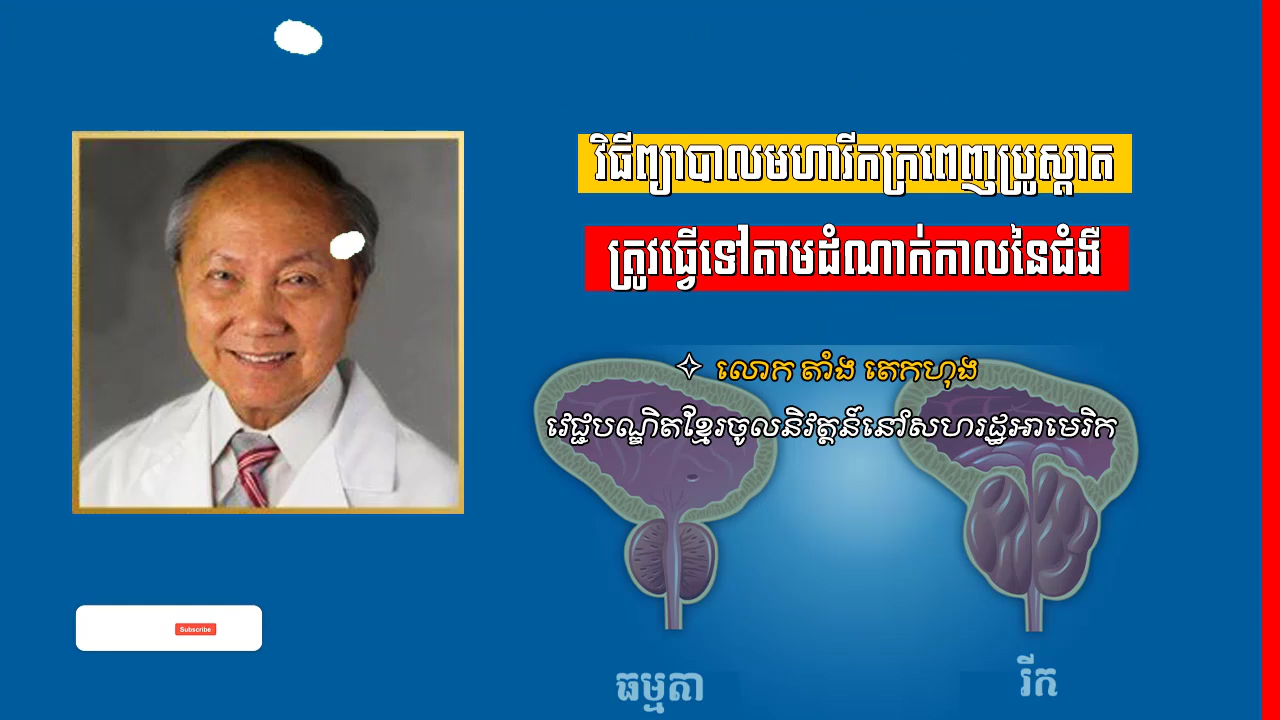 វិធីព្យាបាលមហារីកក្រពេញប្រូស្តាត
ត្រូវធ្វើទៅតាមដំណាក់កាលនៃជំងឺ
លោក តាំង តេកហុង
វេជ្ជបណ្ឌិតខ្មែរចូលនិវត្តន៍នៅសហរដ្ឋអាមេរិក
Subscribe
ធម្មតា
រីក